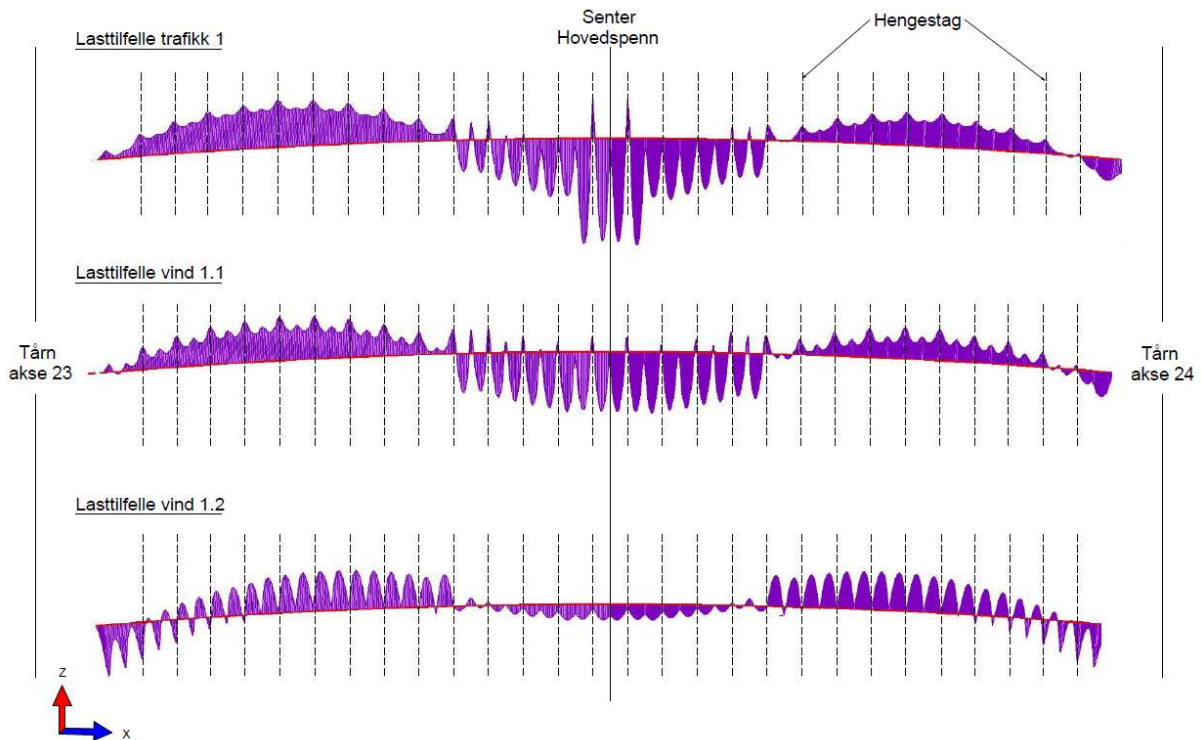 Senter
Hovedspenn
Hengestag
Lasttilfelle trafikk 1
Lasttilfelle vind 1.1
Tårn
akse 23
Tårn
akse 24
Lasttilfelle vind 1.2
Z
X